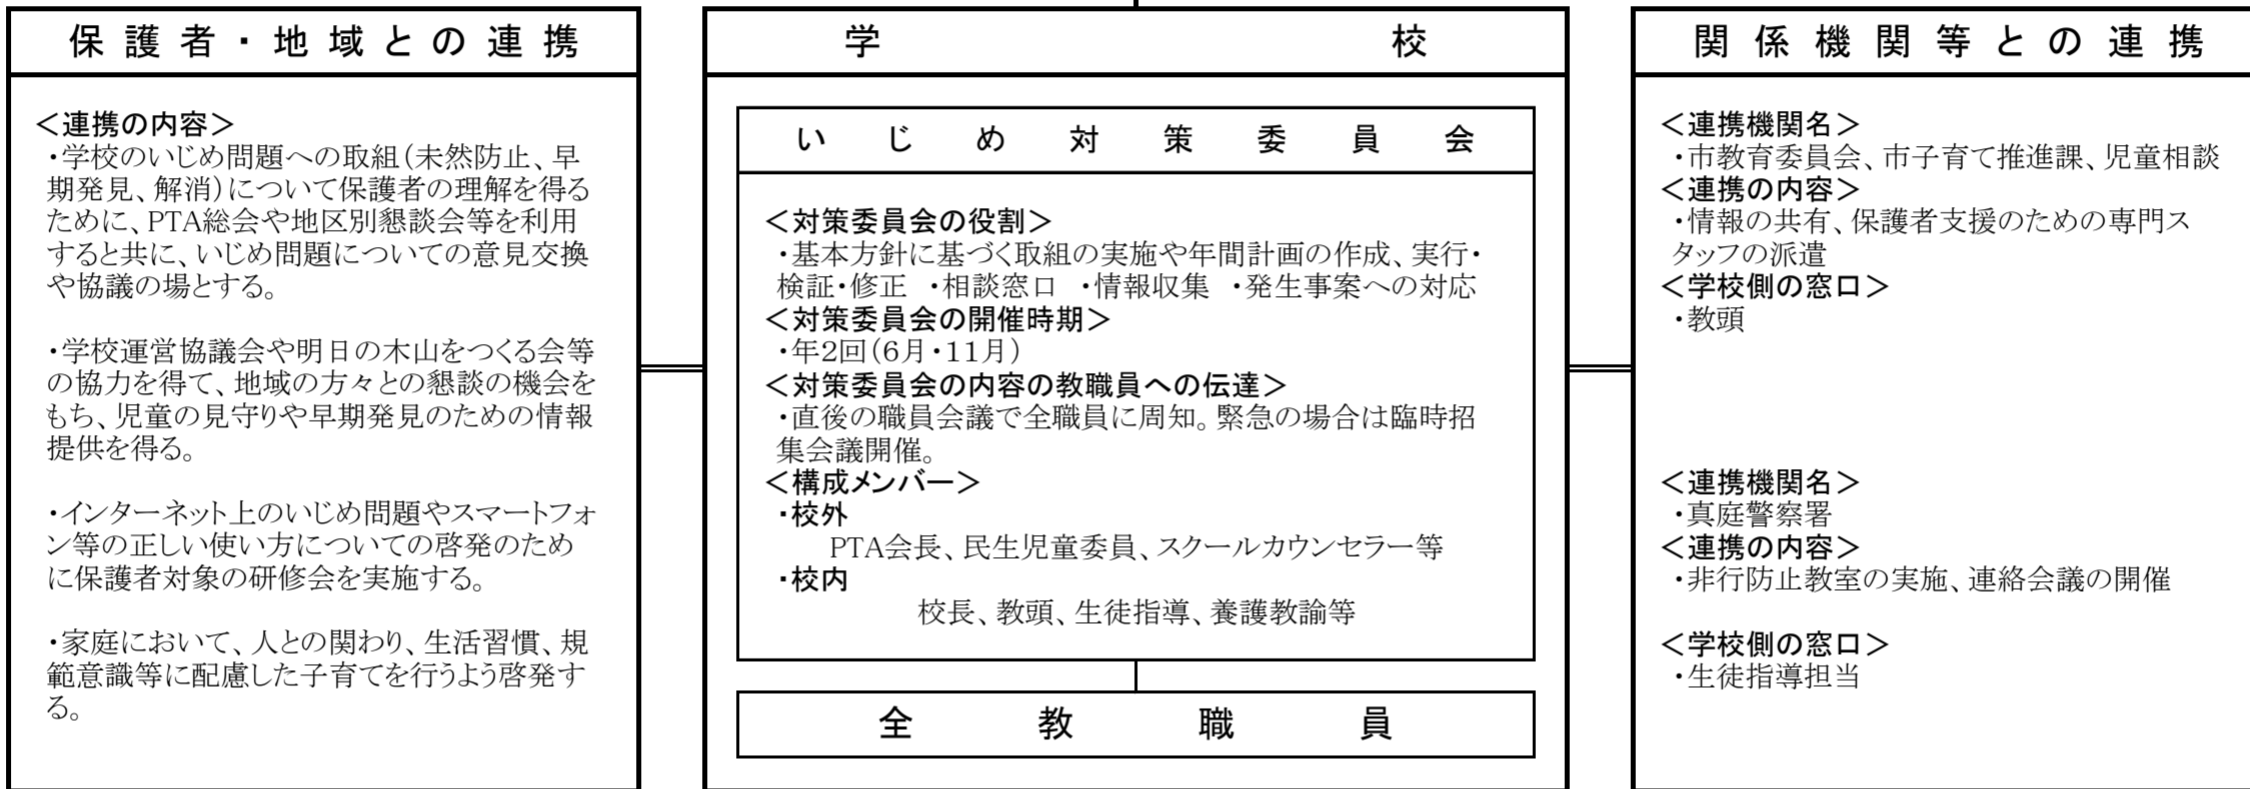 保護者・地域との連携
＜連携の内容＞
・学校のいじめ問題への取組（未然防止、早
期発見、解消）について保護者の理解を得る
ために、PTA総会や地区別懇談会等を利用
すると共に、いじめ問題についての意見交換
や協議の場とする。
・学校運営協議会や明日の木山をつくる会等
の協力を得て、地域の方々との懇談の機会を
もち、児童の見守りや早期発見のための情報
提供を得る。
・インターネット上のいじめ問題やスマートフォ
ン等の正しい使い方についての啓発のため
に保護者対象の研修会を実施する。
・家庭において、人との関わり、生活習慣、規
範意識等に配慮した子育てを行うよう啓発す
る。
学校
いじめ対策委員会
＜対策委員会の役割＞
・基本方針に基づく取組の実施や年間計画の作成、実行・
検証・修正　・相談窓口　・情報収集　・発生事案への対応
＜対策委員会の開催時期＞
・年2回（6月・11月）
＜対策委員会の内容の教職員への伝達＞
・直後の職員会議で全職員に周知。緊急の場合は臨時招
集会議開催。
＜構成メンバー＞
・校外
PTA会長、民生児童委員、スクールカウンセラー等
・校内
校長、教頭、生徒指導、養護教諭等
全教職員
関係機関等との連携
＜連携機関名＞
・市教育委員会、市子育て推進課、児童相談
＜連携の内容＞
・情報の共有、保護者支援のための専門ス
タッフの派遣
＜学校側の窓口＞
・教頭
＜連携機関名＞
・真庭警察署
＜連携の内容＞
・非行防止教室の実施、連絡会議の開催
＜学校側の窓口＞
・生徒指導担当